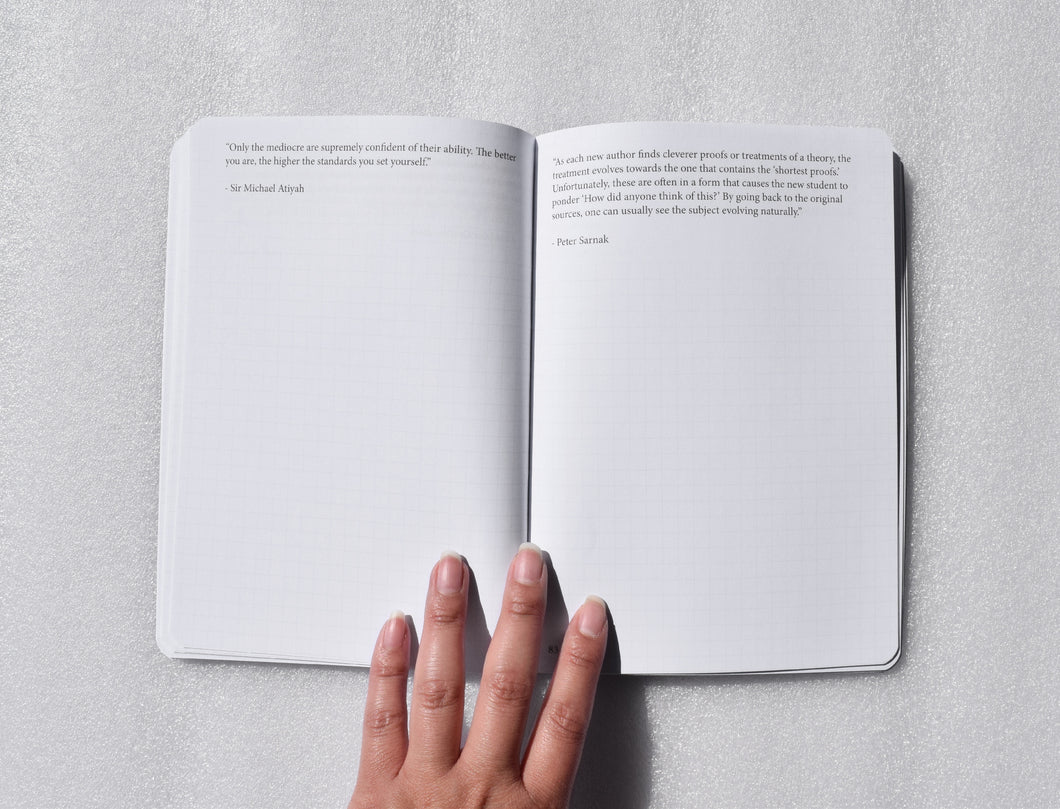 “Only the mediocre are supremely confident of their ability. The better
you are, the higher the standards you set yourself.”
- Sir Michael Atiyah
“As each new author finds cleverer proofs or treatments of a theory, the
treatment evolves towards the one that contains the ‘shortest proofs.’
Unfortunately, these are often in a form that causes the new student to
ponder ‘How did anyone think of this?’ By going back to the original
sources, one can usually see the subject evolving naturally.”
- Peter Sarnak